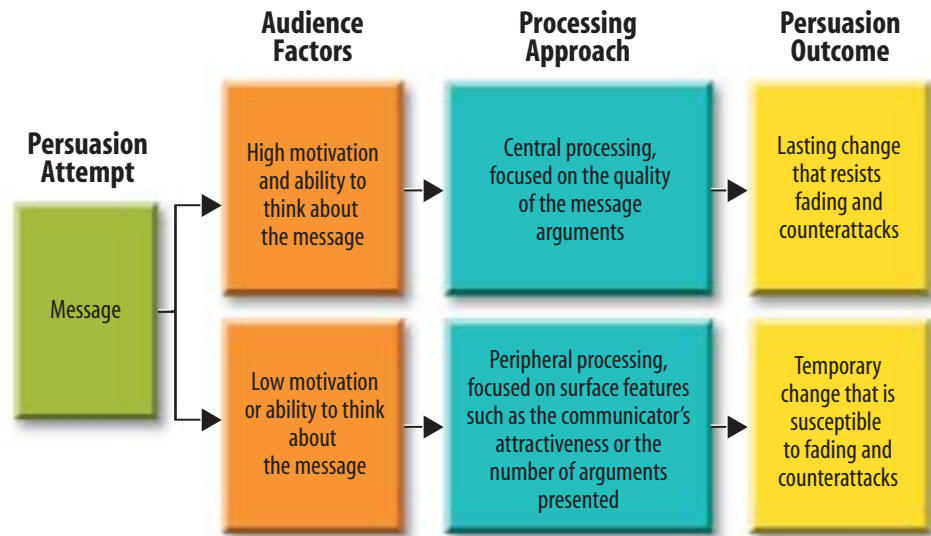 Audience
Factors
Processing
Approach
Persuasion
Outcome
Persuasion
Attempt
Message
High motivation
and ability to
think about
the message
Central processing,
focused on the quality
of the message
arguments
Lasting change
that resists
fading and
counterattacks
Low motivation
or ability to think
about
the message
Peripheral processing,
focused on surface features
such as the communicator’s
attractiveness or the
number of arguments
presented
Temporary
change that is
susceptible
to fading and
counterattacks